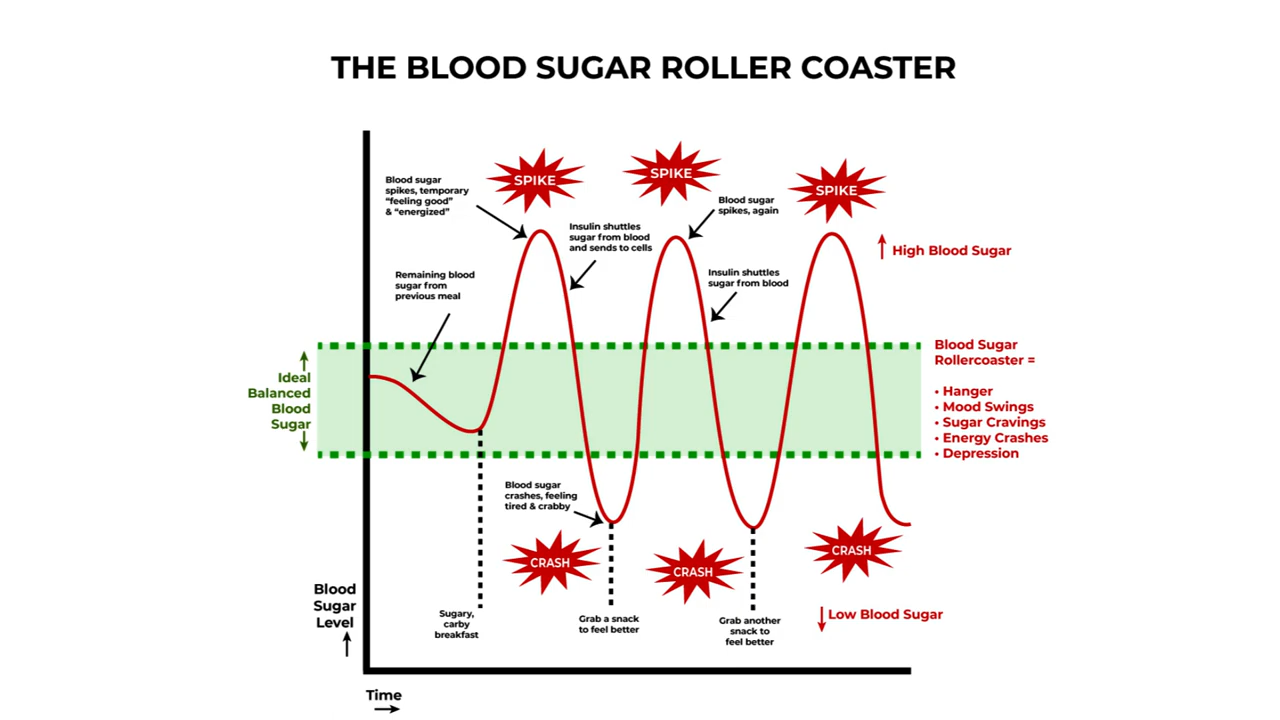 THE BLOOD SUGAR ROLLER COASTER
SPIKE
SPIKE
SPIKE
Blood sugar
spikes, temporary
“feeling good”
& “energized”
Insulin shuttles
sugar from blood
and sends to cells
Blood sugar
spikes, again
Insulin shuttles
sugar from blood
High Blood Sugar
Remaining blood
sugar from
previous meal
Ideal
Balanced
Blood
Sugar
Blood Sugar
Rollercoaster =
• Hanger
• Mood Swings
• Sugar Cravings
• Energy Crashes
• Depression
Blood sugar
crashes, feeling
tired & crabby
CRASH
CRASH
CRASH
Blood
Sugar
Level
Sugary,
carby
breakfast
Grab a snack
to feel better
Grab another
snack to
feel better
Low Blood Sugar
Time